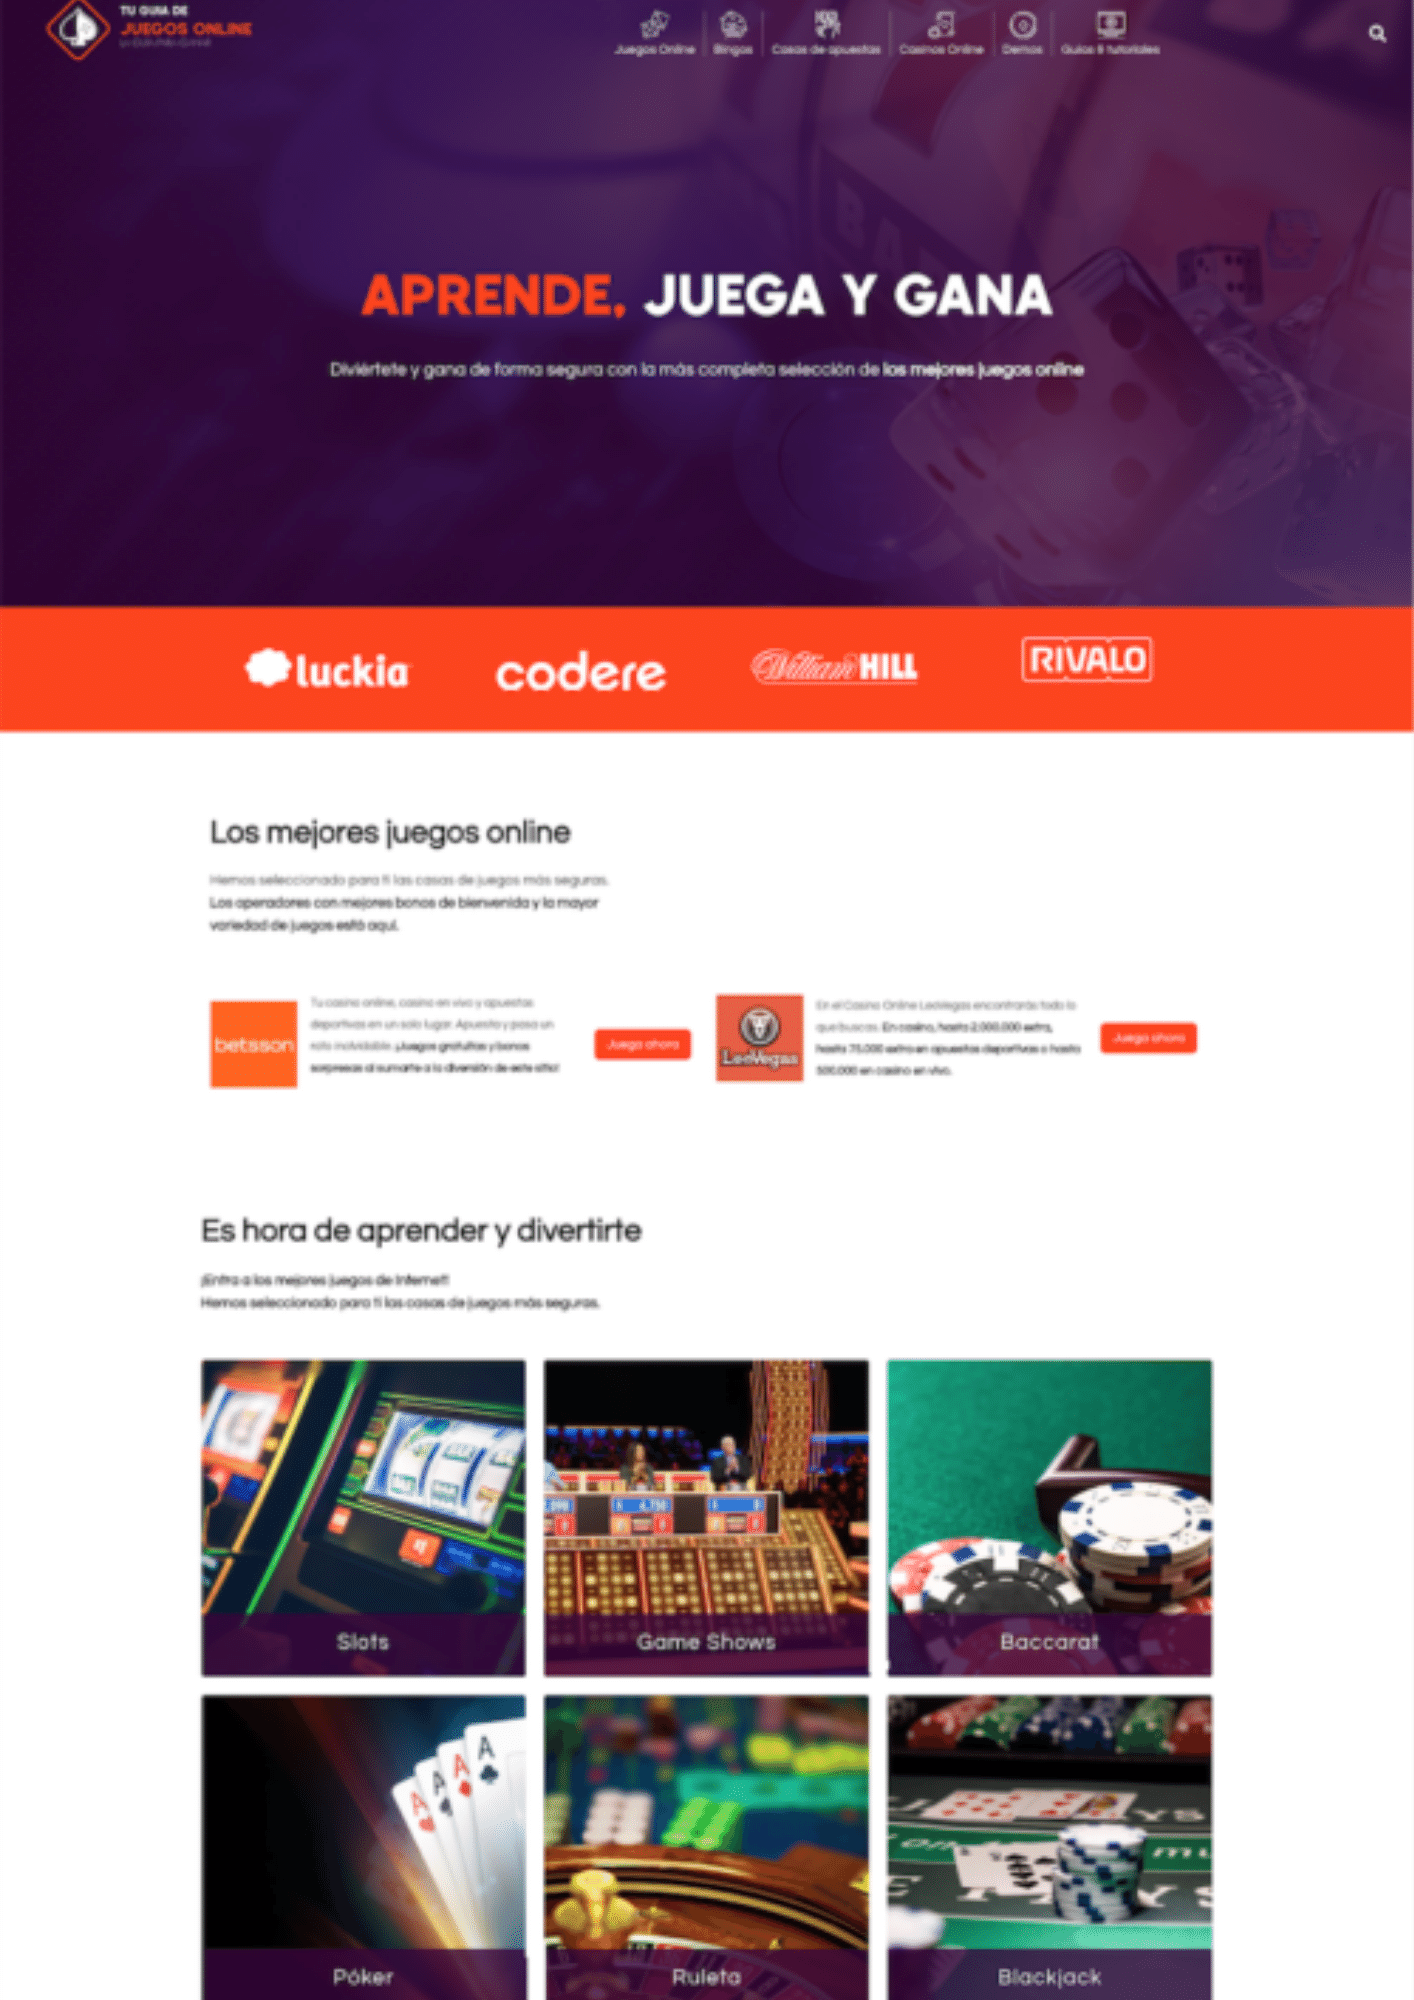 TU GUIA DE
JUEGOS ONLINE
Juegos Online
Bingos
Casas de apuestas
Casinos Online
Demos
Guías & tutoriales
BA
APRENDE, JUEGA Y GANA
Diviértete y gana de forma segura con la más completa selección de los mejores juegos online
luckia
codere
William HILL
RIVALO
Los mejores juegos online
Hemos seleccionado para ti las casas de juegos más seguras.
Los operadores con mejores bonos de bienvenida y la mayor
variedad de juegos está aquí.
betsson
Tu casino online, casino en vivo y apuestas
deportivas en un solo lugar. Apuesta y pasa un
rato inolvidable. ¡Juegos gratuitos y bonos
sorpresas al sumarte a la diversión de este sitio!
Juega ahora
LeoVegas
En el Casino Online LeoVegas encontrarás todo lo
que buscas. En casino, hasta 2.000.000 extra,
hasta 75.000 extra en apuestas deportivas o hasta
500.000 en casino en vivo.
Juega ahora
Es hora de aprender y divertirte
¡Entra a los mejores juegos de Internet!
Hemos seleccionado para ti las casas de juegos más seguras.
Slots
Game Shows
Baccarat
A A A A
Póker
Ruleta
Blackjack